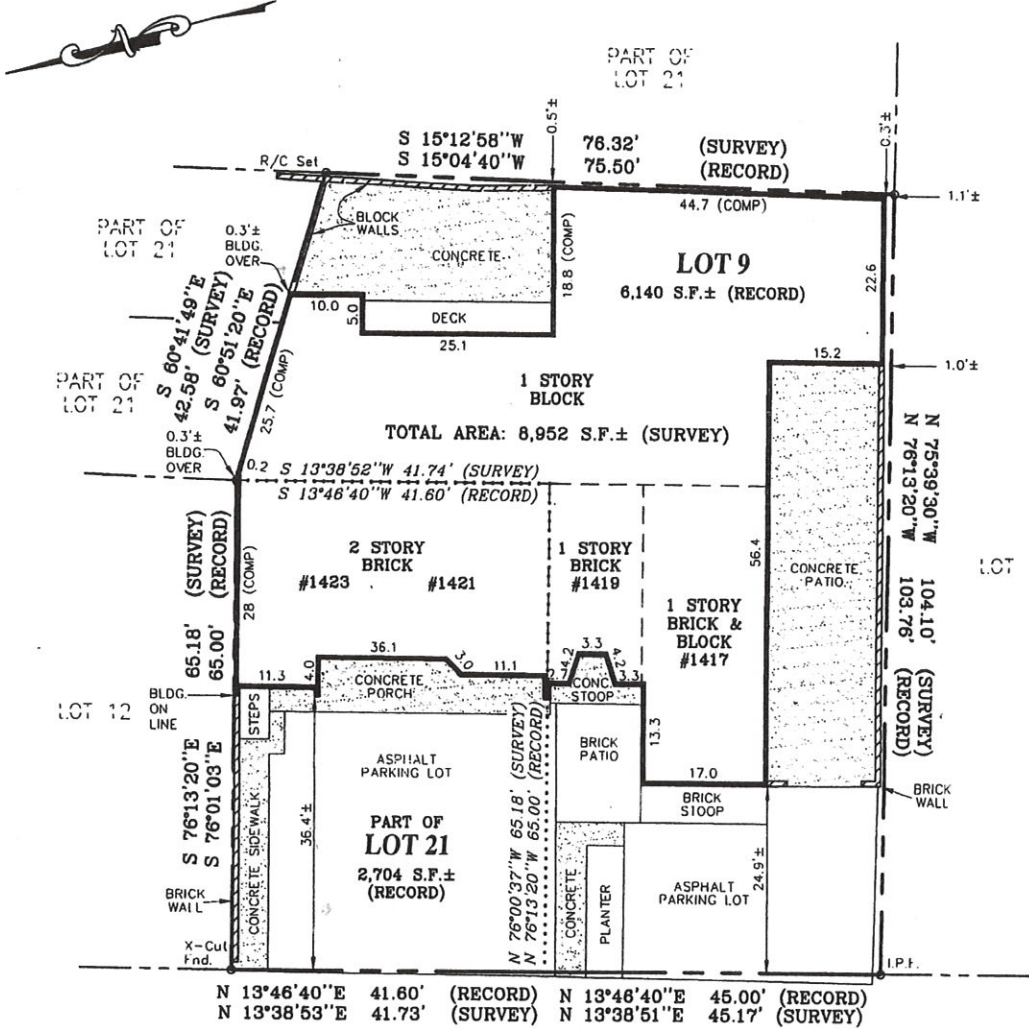 N
PART OF
LOT 21
0.5'±
0.3'±
S 15°12'58"W 76.32' (SURVEY)
S 15°04'40"W 75.50' (RECORD)
R/C Set
1.1'±
44.7 (COMP)
BLOCK
WALLS
PART OF
LOT 21
0.3'±
BLDG.
OVER
CONCRETE
18.8 (COMP)
LOT 9
6,140 S.F.± (RECORD)
22.6
10.0
5.0
DECK
25.1
S 60°41'49"E
42.58' (SURVEY)
S 60°51'20"E
41.97' (RECORD)
25.7 (COMP)
15.2
1.0'±
PART OF
LOT 21
1 STORY
BLOCK
TOTAL AREA: 8,952 S.F.± (SURVEY)
0.3'±
BLDG.
OVER
0.2
S 13°38'52"W 41.74' (SURVEY)
S 13°46'40"W 41.60' (RECORD)
N 75°39'30"W 104.10' (SURVEY)
N 76°13'20"W 103.76' (RECORD)
2 STORY
BRICK
#1423 #1421
1 STORY
BRICK
#1419
56.4
CONCRETE
PATIO
LOT
28 (COMP)
1 STORY
BRICK &
BLOCK
#1417
36.1
3.0
11.1
3.3
4.2
4.2
2.7
3.3
11.3
4.0
CONCRETE
PORCH
CONC.
STOOP
BLDG.
ON
LINE
LOT 12
STEPS
13.3
BRICK
PATIO
17.0
S 76°13'20"E 65.18' (SURVEY)
S 76°01'03"E 65.00' (RECORD)
ASPHALT
PARKING LOT
BRICK
STOOP
BRICK
WALL
PART OF
LOT 21
2,704 S.F.±
(RECORD)
36.4'±
N 76°00'37"W 65.18' (SURVEY)
N 76°13'20"W 65.00' (RECORD)
CONCRETE SIDEWALK
BRICK
WALL
CONCRETE
PLANTER
24.9'±
ASPHALT
PARKING LOT
X-Cut
Fnd.
I.P.F.
N 13°46'40"E 41.60' (RECORD)
N 13°38'53"E 41.73' (SURVEY)
N 13°46'40"E 45.00' (RECORD)
N 13°38'51"E 45.17' (SURVEY)